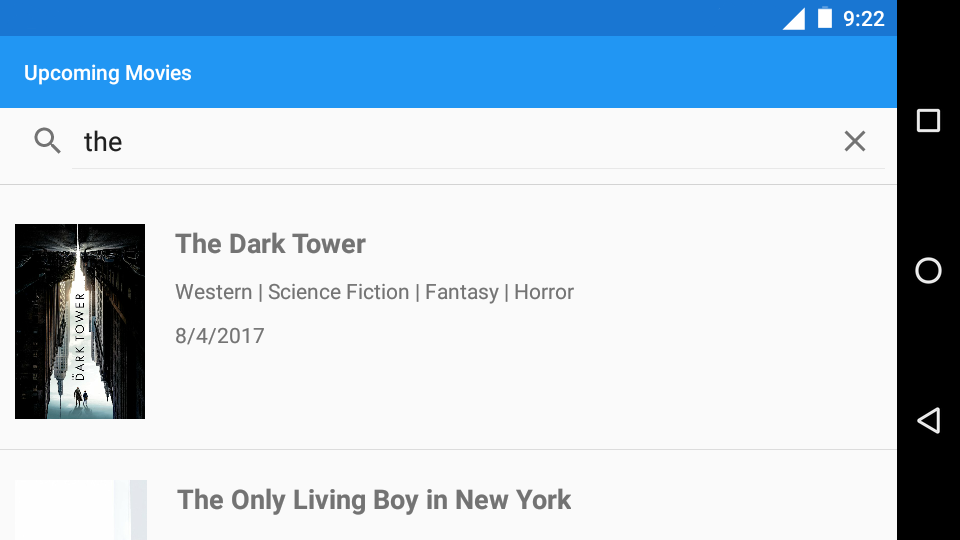 9:22
Upcoming Movies
the
The Dark Tower
Western | Science Fiction | Fantasy | Horror
8/4/2017
DARK TOWER
The Only Living Boy in New York